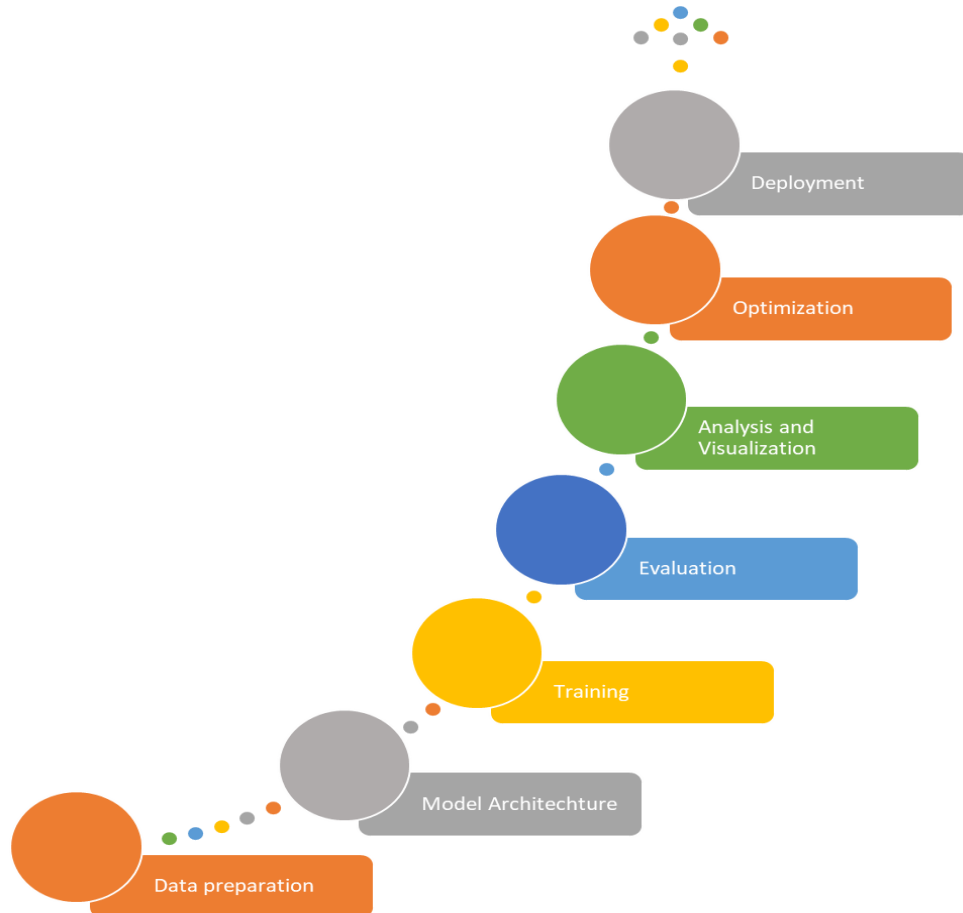 Deployment
Optimization
Analysis and
Visualization
Evaluation
Training
Model Architechture
Data preparation